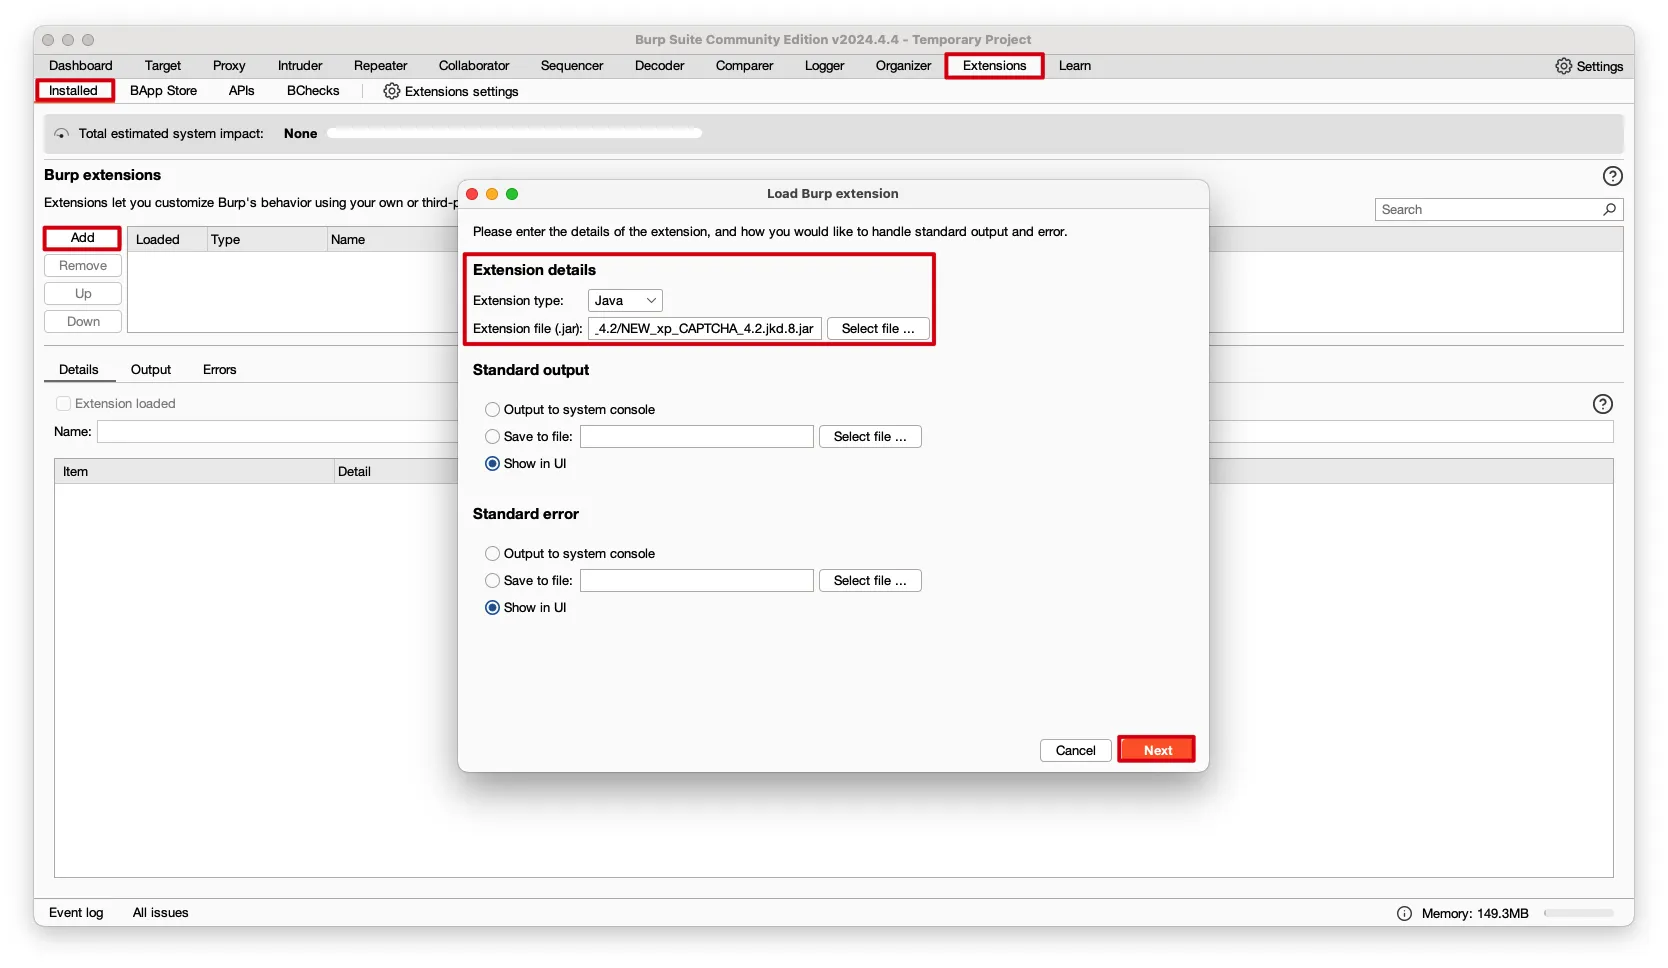 Burp Suite Community Edition v2024.4.4 - Temporary Project
Dashboard Target Proxy Intruder Repeater Collaborator Sequencer Decoder Comparer Logger Organizer Extensions Learn Settings
Installed BApp Store APIs BChecks Extensions settings
Total estimated system impact: None
Burp extensions
Extensions let you customize Burp's behavior using your own or third-p
Search
Add
Remove
Up
Down
Loaded Type Name
Details Output Errors
Extension loaded
Name:
Item Detail
Load Burp extension
Please enter the details of the extension, and how you would like to handle standard output and error.
Extension details
Extension type: Java
Extension file (.jar): _4.2/NEW_xp_CAPTCHA_4.2.jkd.8.jar Select file ...
Standard output
Output to system console
Save to file: Select file ...
Show in UI
Standard error
Output to system console
Save to file: Select file ...
Show in UI
Cancel Next
Event log All issues Memory: 149.3MB